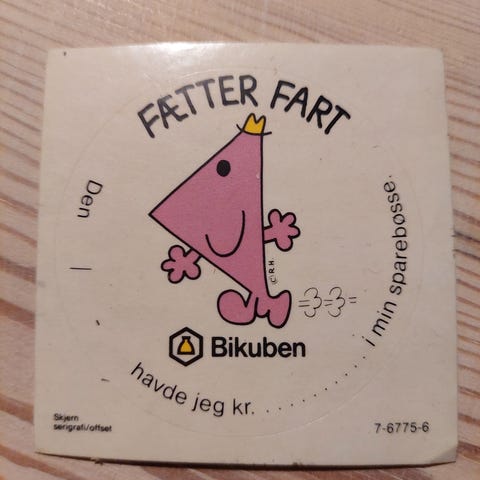 FÆTTER FART
Den
© R.H.
Bikuben
havde jeg kr. . . . . . . . . . . . . . i min sparebøsse.
Skjern
serigrafi/offset
7-6775-6